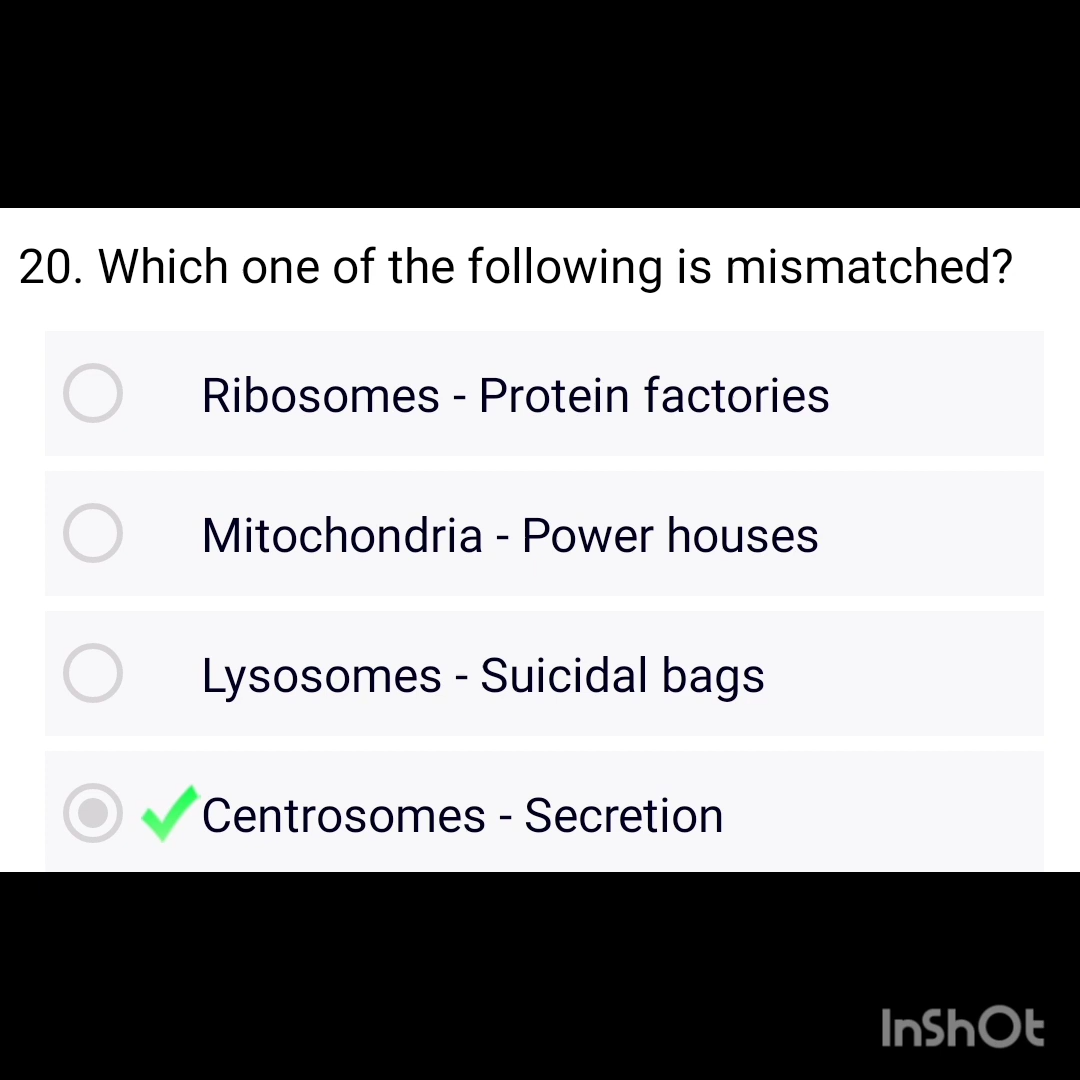 20. Which one of the following is mismatched?
Ribosomes - Protein factories
Mitochondria - Power houses
Lysosomes - Suicidal bags
Centrosomes - Secretion
InShOt